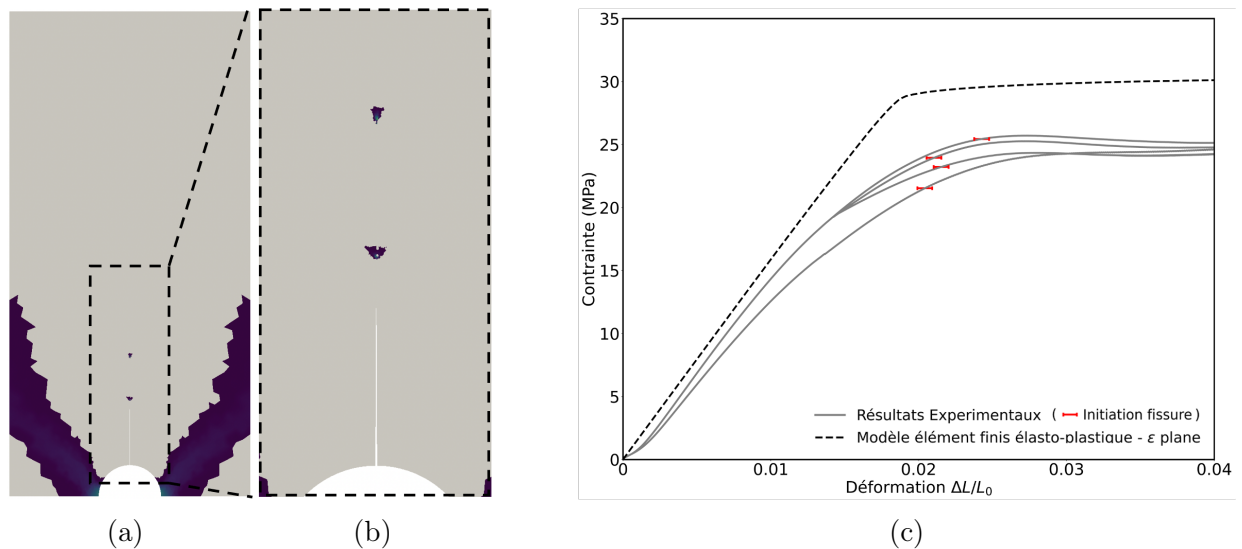 35
30
25
20
15
10
5
0
Contrainte (MPa)
Résultats Experimentaux ( Initiation fissure )
Modèle élément finis élasto-plastique - ε plane
0 0.01 0.02 0.03 0.04
Déformation ΔL/L₀
(a) (b) (c)